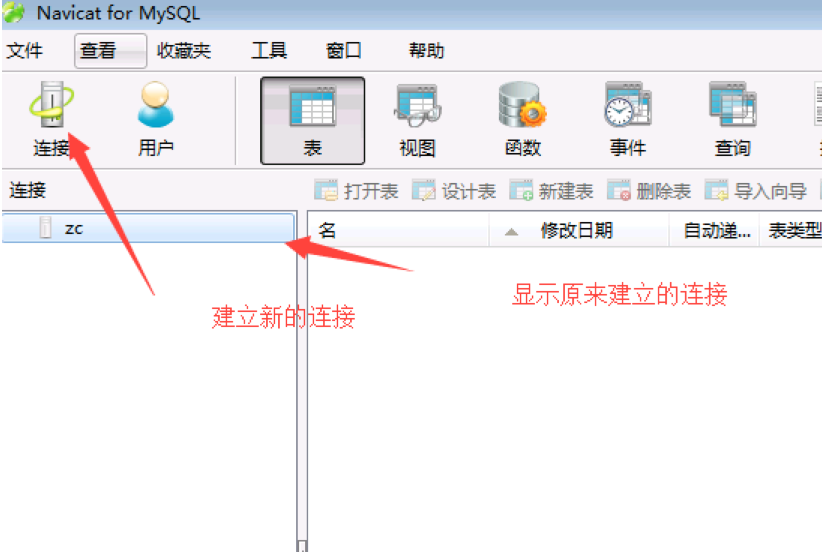 Navicat for MySQL
文件 查看 收藏夹 工具 窗口 帮助
连接 用户 表 视图 函数 事件 查询
连接 打开表 设计表 新建表 删除表 导入向导
zc 名 修改日期 自动递... 表类型
显示原来建立的连接
建立新的连接